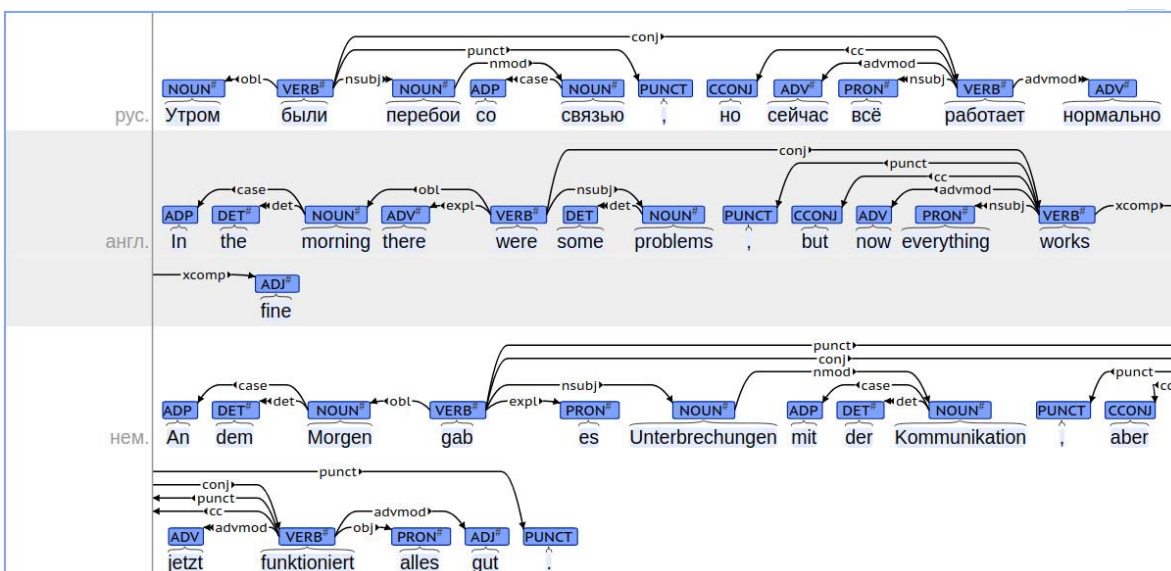 conj
punct cc
nmod advmod
obl nsubj case nsubj advmod
NOUN# VERB# NOUN# ADP NOUN# PUNCT CCONJ ADV# PRON# VERB# ADV#
рус. Утром были перебои со связью , но сейчас всё работает нормально
conj
punct
cc
case obl nsubj advmod
det expl det nsubj xcomp
ADP DET# NOUN# ADV# VERB# DET NOUN# PUNCT CCONJ ADV PRON# VERB#
англ. In the morning there were some problems , but now everything works
xcomp
ADJ#
fine
punct
conj
nmod punct
case nsubj case cc
det obl expl det
ADP DET# NOUN# VERB# PRON# NOUN# ADP DET# NOUN# PUNCT CCONJ
нем. An dem Morgen gab es Unterbrechungen mit der Kommunikation , aber
punct
conj
punct
cc advmod
advmod obj
ADV VERB# PRON# ADJ# PUNCT
jetzt funktioniert alles gut .